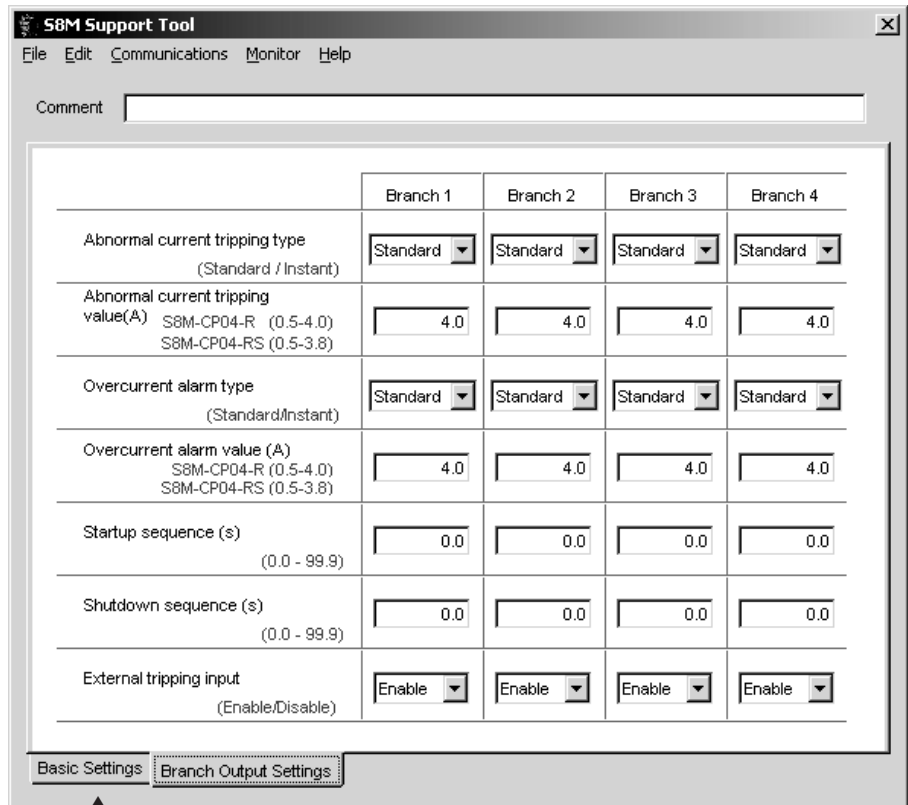 S8M Support Tool
File Edit Communications Monitor Help
Comment
Branch 1 Branch 2 Branch 3 Branch 4
Abnormal current tripping type
(Standard / Instant)
Standard Standard Standard Standard
Abnormal current tripping
value(A) S8M-CP04-R (0.5-4.0)
S8M-CP04-RS (0.5-3.8)
4.0 4.0 4.0 4.0
Overcurrent alarm type
(Standard/Instant)
Standard Standard Standard Standard
Overcurrent alarm value (A)
S8M-CP04-R (0.5-4.0)
S8M-CP04-RS (0.5-3.8)
4.0 4.0 4.0 4.0
Startup sequence (s)
(0.0 - 99.9)
0.0 0.0 0.0 0.0
Shutdown sequence (s)
(0.0 - 99.9)
0.0 0.0 0.0 0.0
External tripping input
(Enable/Disable)
Enable Enable Enable Enable
Basic Settings Branch Output Settings